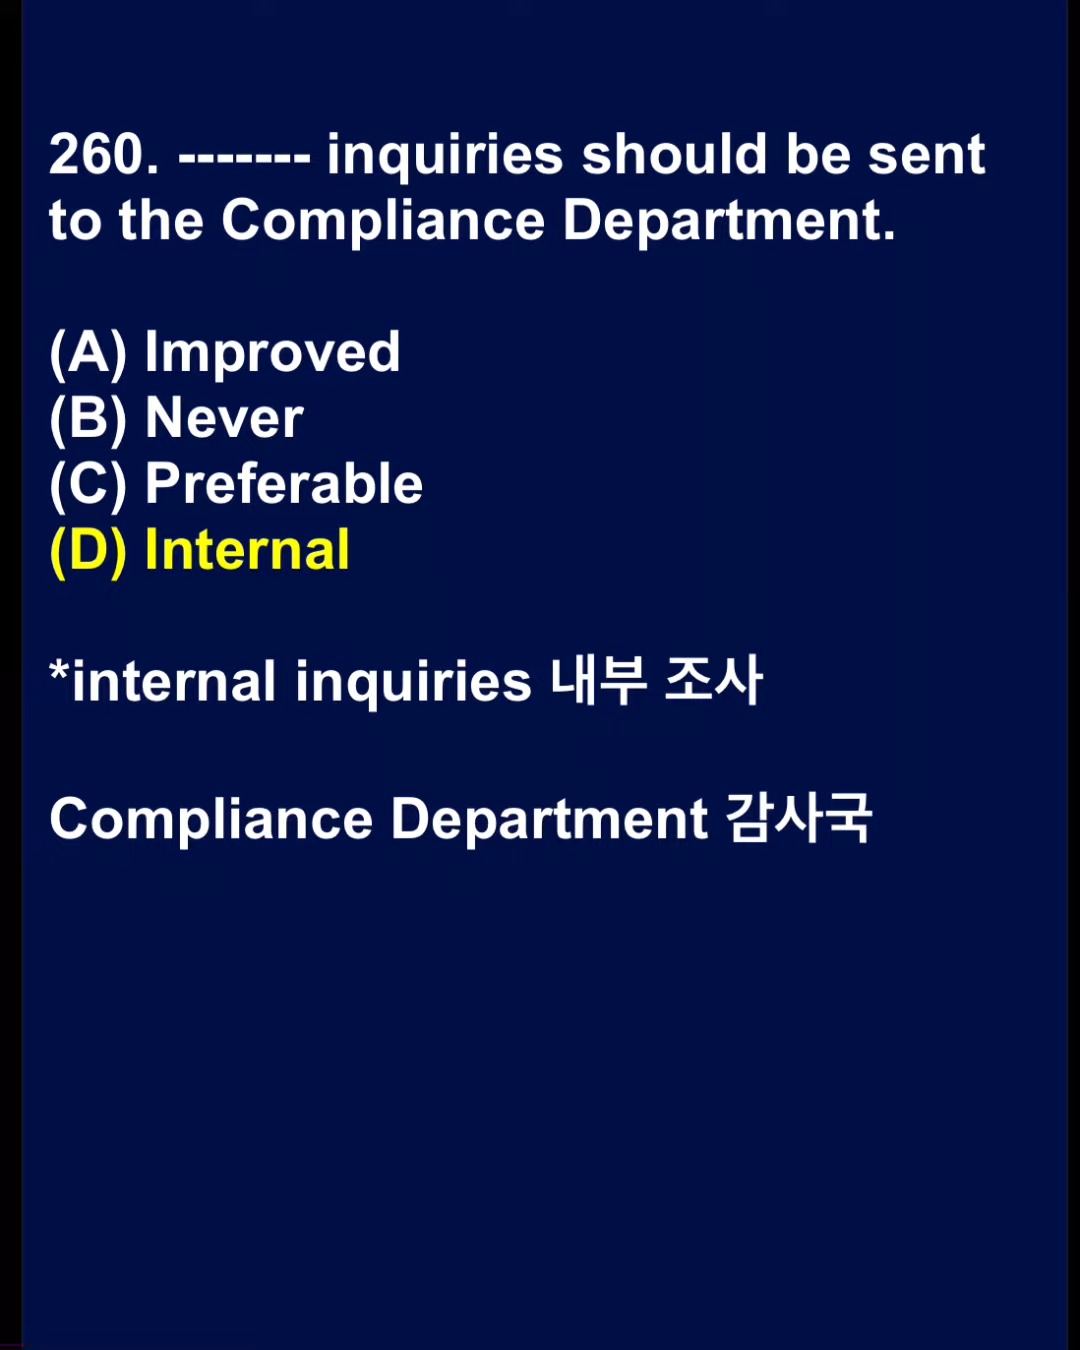 260. ------- inquiries should be sent
to the Compliance Department.
(A) Improved
(B) Never
(C) Preferable
(D) Internal
*internal inquiries 내부 조사
Compliance Department 감사국